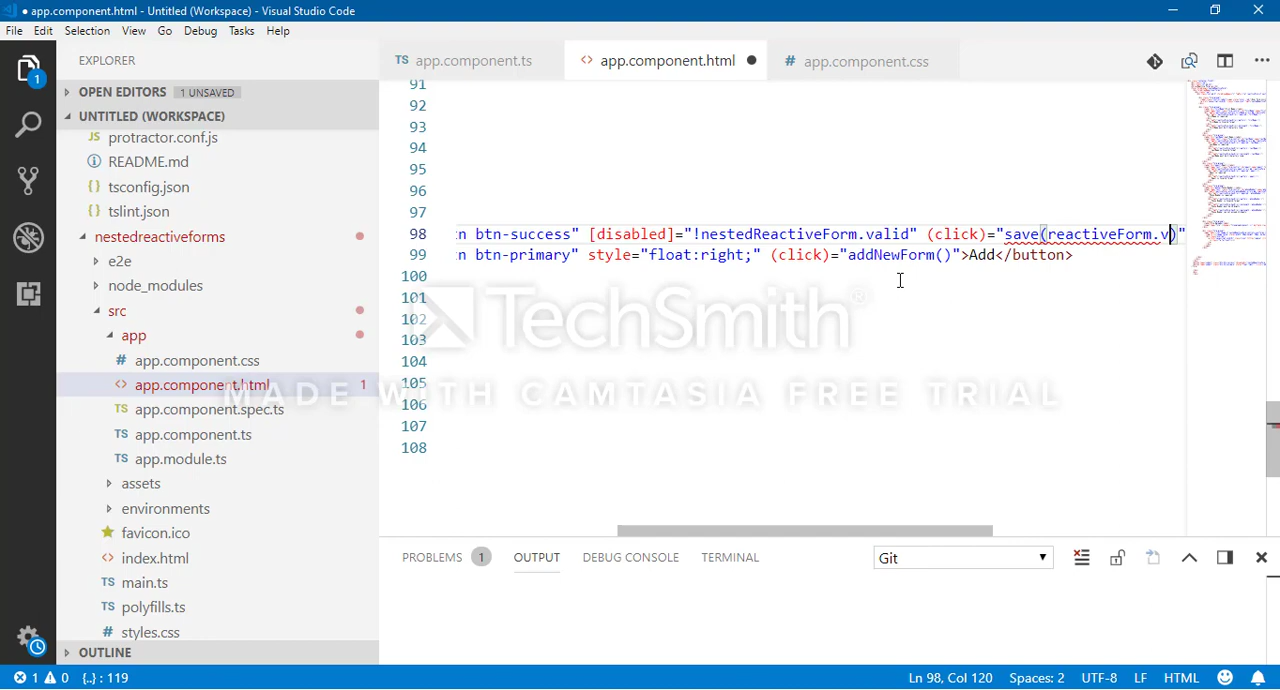 app.component.html - Untitled (Workspace) - Visual Studio Code
File Edit Selection View Go Debug Tasks Help
EXPLORER
TS app.component.ts
<> app.component.html
# app.component.css
1
OPEN EDITORS 1 UNSAVED
UNTITLED (WORKSPACE)
JS protractor.conf.js
README.md
{ } tsconfig.json
{ } tslint.json
nestedreactiveforms
e2e
node_modules
src
app
# app.component.css
<> app.component.html 1
TS app.component.spec.ts
TS app.component.ts
TS app.module.ts
assets
environments
favicon.ico
<> index.html
TS main.ts
TS polyfills.ts
# styles.css
OUTLINE
91
92
93
94
95
96
97
98 n btn-success" [disabled]="!nestedReactiveForm.valid" (click)="save(reactiveForm.v)"
99 n btn-primary" style="float:right;" (click)="addNewForm()">Add</button>
100
101
102
103
104
105
106
107
108
TechSmith®
MADE WITH CAMTASIA FREE TRIAL
PROBLEMS 1 OUTPUT DEBUG CONSOLE TERMINAL
Git
1 0 {..} : 119
Ln 98, Col 120 Spaces: 2 UTF-8 LF HTML